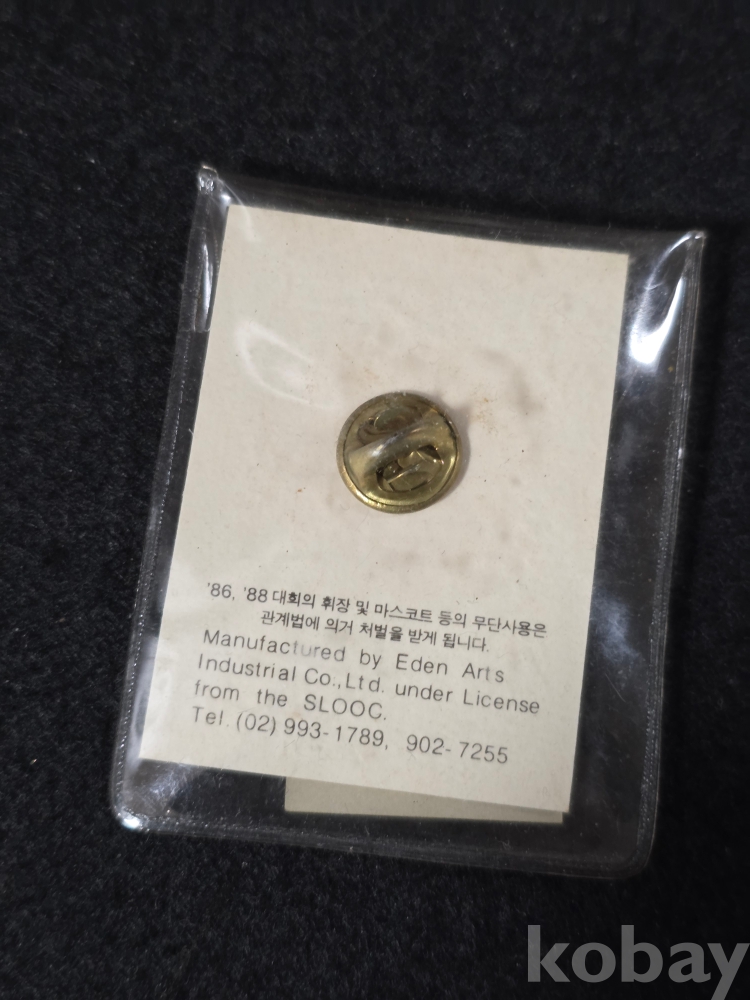 '86, '88 대회의 휘장 및 마스코트 등의 무단사용은
관계법에 의거 처벌을 받게 됩니다.
Manufactured by Eden Arts
Industrial Co.,Ltd. under License
from the SLOOC.
Tel. (02) 993-1789, 902-7255
kobay